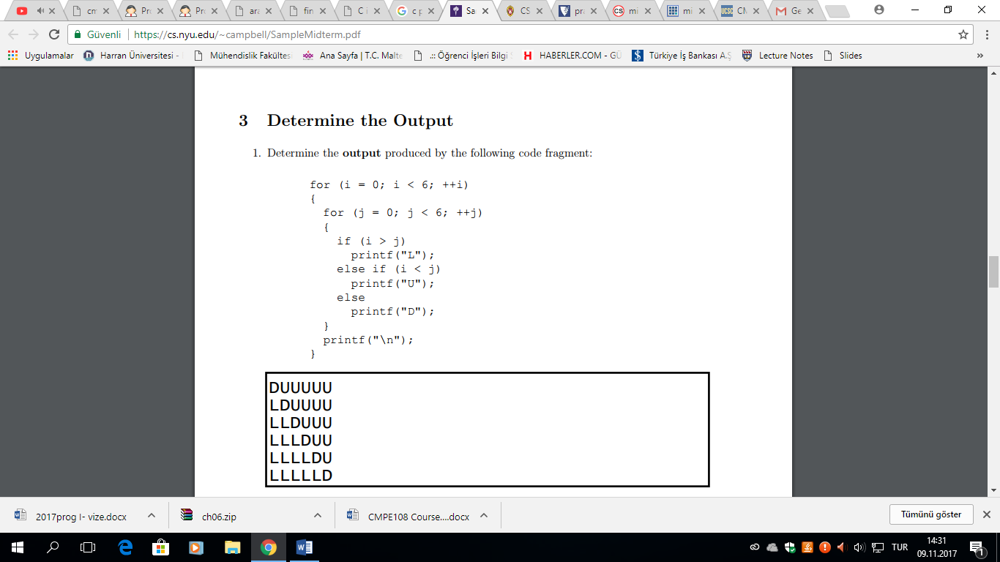 cm
Pr
Pr
ara
fin
C i
c p
Sa
CS
pra
mi
mi
CM
Ge
Güvenli
https://cs.nyu.edu/~campbell/SampleMidterm.pdf
Uygulamalar
Harran Üniversitesi -
Mühendislik Fakültes
Ana Sayfa | T.C. Malte
.:: Öğrenci İşleri Bilgi
HABERLER.COM - GÜ
Türkiye İş Bankası A.Ş
Lecture Notes
Slides
»
3 Determine the Output
1. Determine the output produced by the following code fragment:
for (i = 0; i < 6; ++i)
{
for (j = 0; j < 6; ++j)
{
if (i > j)
printf("L");
else if (i < j)
printf("U");
else
printf("D");
}
printf("\n");
}
DUUUUU
LDUUUU
LLDUUU
LLLDUU
LLLLDU
LLLLLD
2017prog I- vize.docx
ch06.zip
CMPE108 Course....docx
Tümünü göster
TUR
14:31
09.11.2017
1